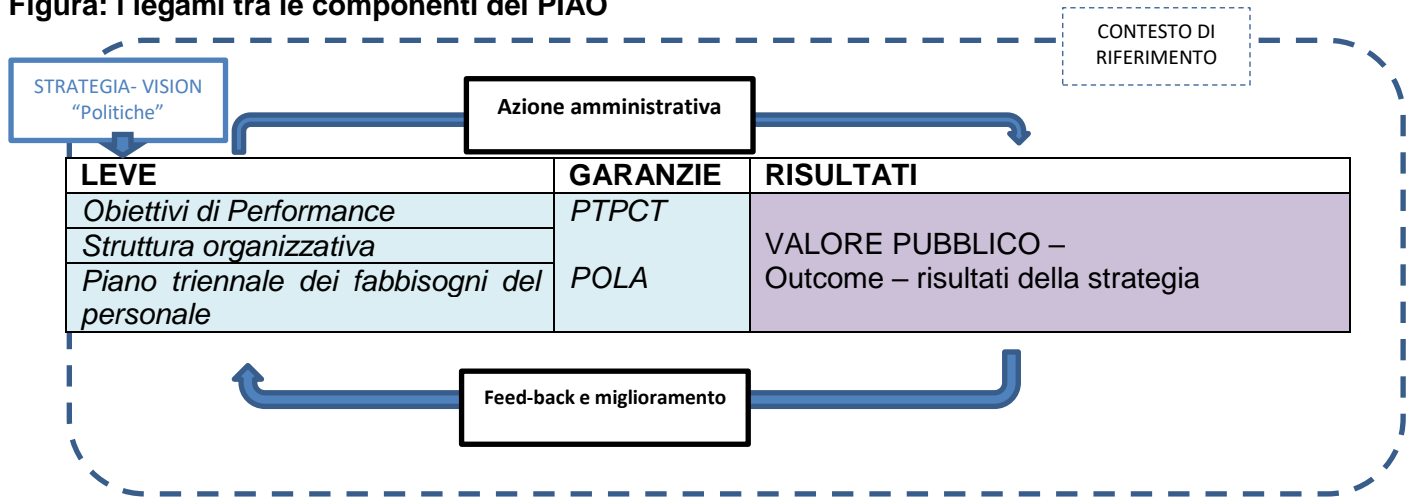 Figura: I legami tra le componenti del PIAO
CONTESTO DI
RIFERIMENTO
STRATEGIA- VISION
“Politiche”
Azione amministrativa
LEVE GARANZIE RISULTATI
Obiettivi di Performance PTPCT
Struttura organizzativa
VALORE PUBBLICO –
Piano triennale dei fabbisogni del
personale
POLA
Outcome – risultati della strategia
Feed-back e miglioramento